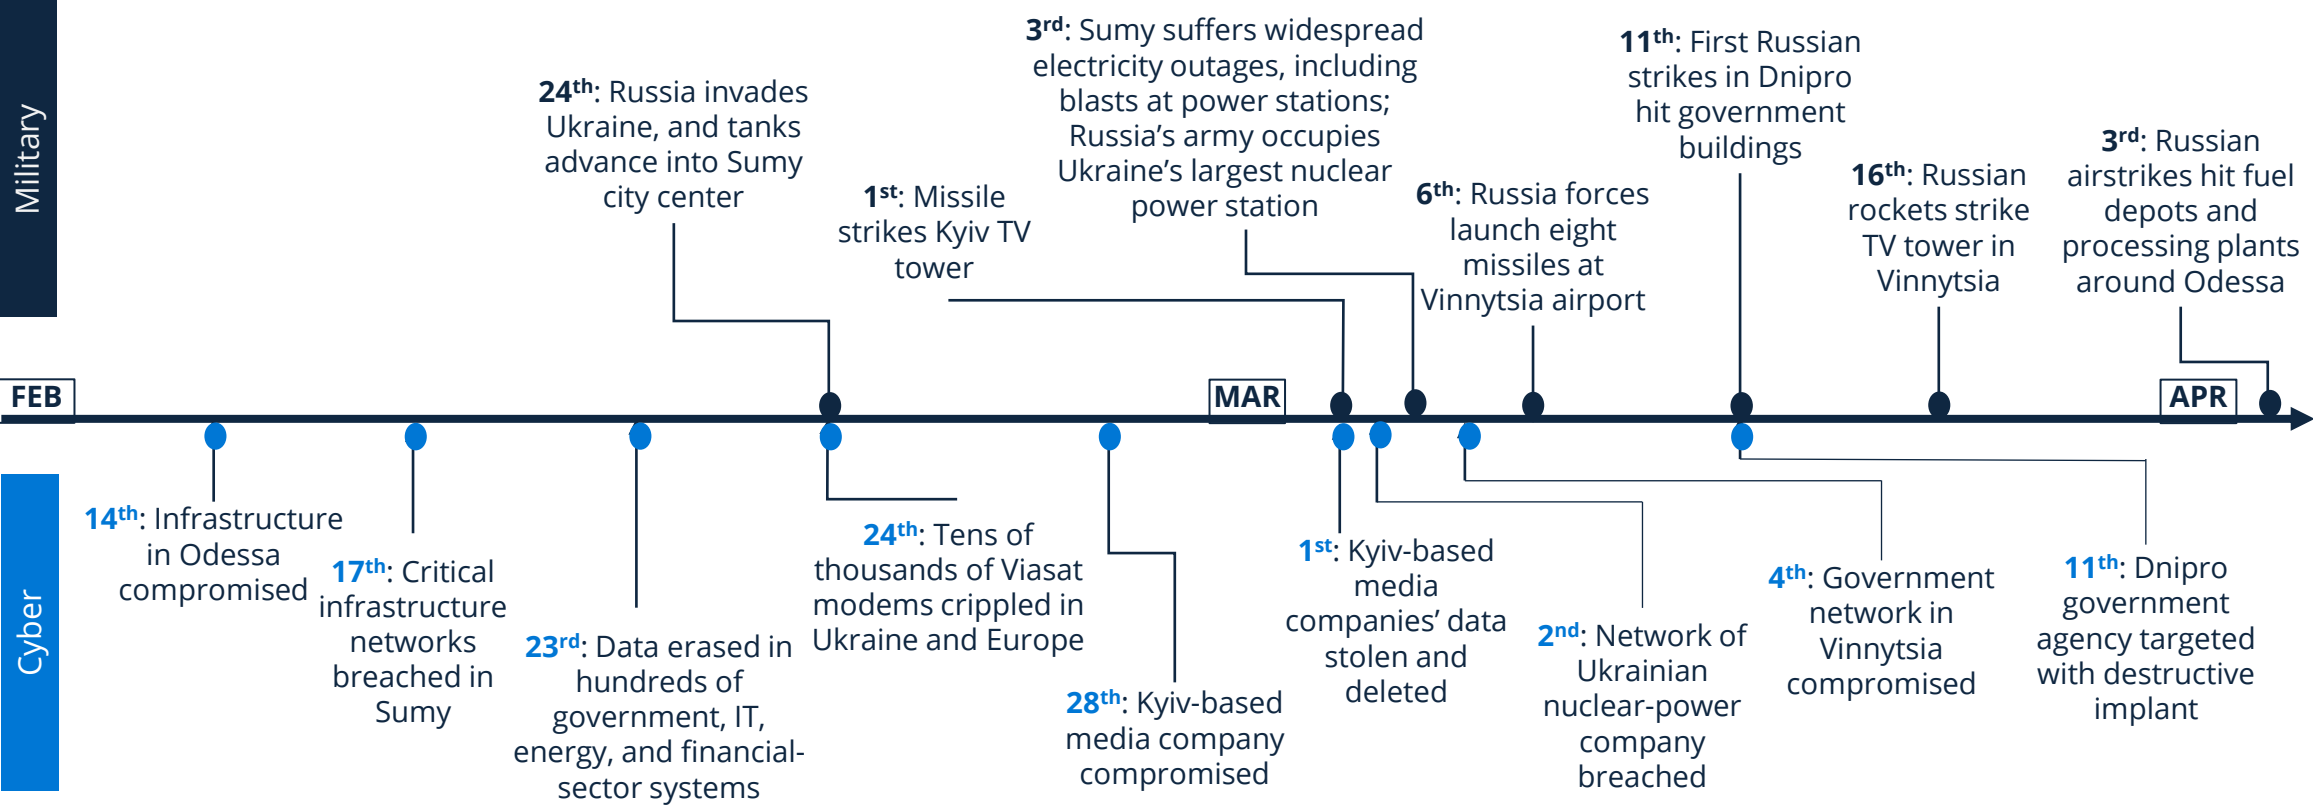 Military
24th: Russia invades
Ukraine, and tanks
advance into Sumy
city center
1st: Missile
strikes Kyiv TV
tower
3rd: Sumy suffers widespread
electricity outages, including
blasts at power stations;
Russia’s army occupies
Ukraine’s largest nuclear
power station
6th: Russia forces
launch eight
missiles at
Vinnytsia airport
11th: First Russian
strikes in Dnipro
hit government
buildings
16th: Russian
rockets strike
TV tower in
Vinnytsia
3rd: Russian
airstrikes hit fuel
depots and
processing plants
around Odessa
FEB
MAR
APR
Cyber
14th: Infrastructure
in Odessa
compromised
17th: Critical
infrastructure
networks
breached in
Sumy
23rd: Data erased in
hundreds of
government, IT,
energy, and financial-
sector systems
24th: Tens of
thousands of Viasat
modems crippled in
Ukraine and Europe
28th: Kyiv-based
media company
compromised
1st: Kyiv-based
media
companies’ data
stolen and
deleted
2nd: Network of
Ukrainian
nuclear-power
company
breached
4th: Government
network in
Vinnytsia
compromised
11th: Dnipro
government
agency targeted
with destructive
implant